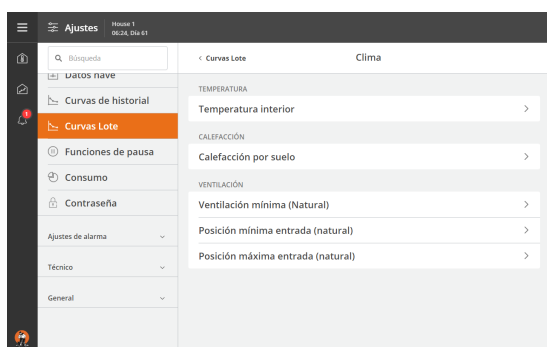 Ajustes
House 1
06:24, Día 61
Búsqueda
Datos nave
Curvas de historial
1
Curvas Lote
Funciones de pausa
Consumo
Contraseña
Ajustes de alarma
Técnico
General
< Curvas Lote
Clima
TEMPERATURA
Temperatura interior
CALEFACCIÓN
Calefacción por suelo
VENTILACIÓN
Ventilación mínima (Natural)
Posición mínima entrada (natural)
Posición máxima entrada (natural)